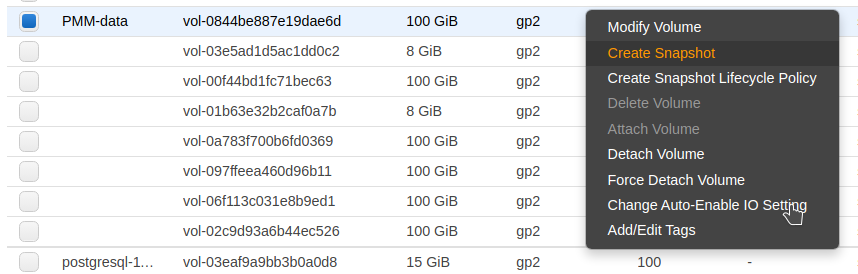 PMM-data vol-0844be887e19dae6d 100 GiB gp2
vol-03e5ad1d5ac1dd0c2 8 GiB gp2
vol-00f44bd1fc71bec63 100 GiB gp2
vol-01b63e32b2caf0a7b 8 GiB gp2
vol-0a783f700b6fd0369 100 GiB gp2
vol-097ffeea460d96b11 100 GiB gp2
vol-06f113c031e8b9ed1 100 GiB gp2
vol-02c9d93a6b44ec526 100 GiB gp2
postgresql-1... vol-03eaf9a9bb3b0a0d8 15 GiB gp2 100 -
Modify Volume
Create Snapshot
Create Snapshot Lifecycle Policy
Delete Volume
Attach Volume
Detach Volume
Force Detach Volume
Change Auto-Enable IO Setting
Add/Edit Tags